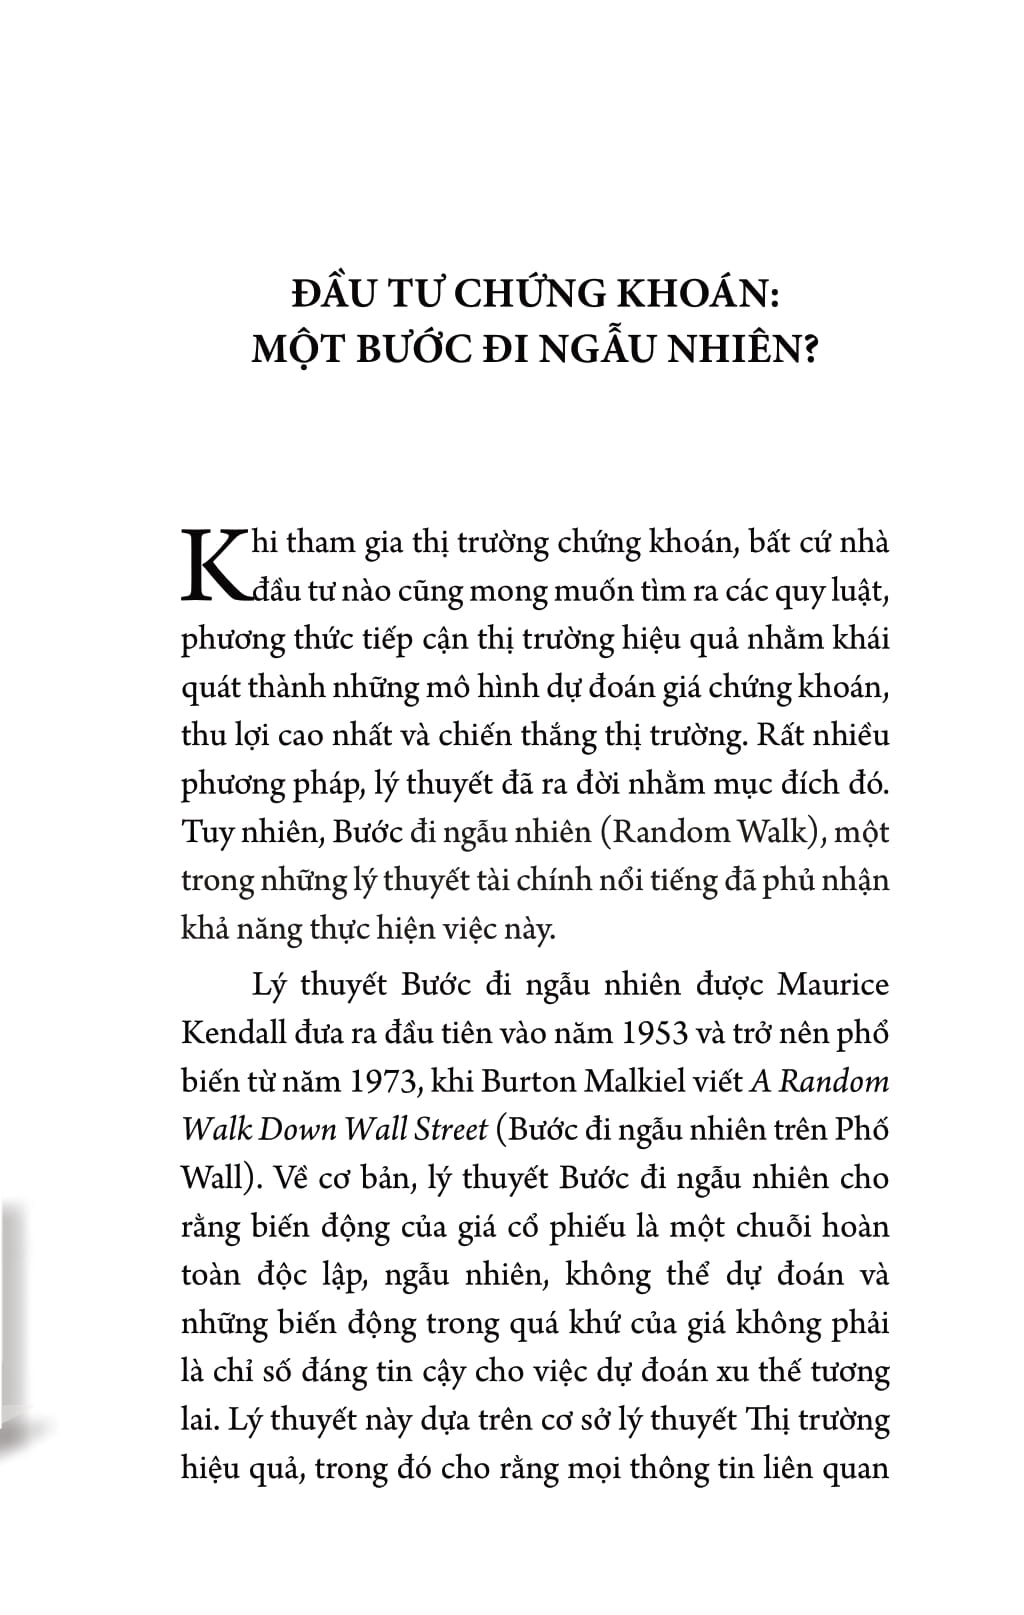 ĐẦU TƯ CHỨNG KHOÁN:
MỘT BƯỚC ĐI NGẪU NHIÊN?
Khi tham gia thị trường chứng khoán, bất cứ nhà
đầu tư nào cũng mong muốn tìm ra các quy luật,
phương thức tiếp cận thị trường hiệu quả nhằm khái
quát thành những mô hình dự đoán giá chứng khoán,
thu lợi cao nhất và chiến thắng thị trường. Rất nhiều
phương pháp, lý thuyết đã ra đời nhằm mục đích đó.
Tuy nhiên, Bước đi ngẫu nhiên (Random Walk), một
trong những lý thuyết tài chính nổi tiếng đã phủ nhận
khả năng thực hiện việc này.
Lý thuyết Bước đi ngẫu nhiên được Maurice
Kendall đưa ra đầu tiên vào năm 1953 và trở nên phổ
biến từ năm 1973, khi Burton Malkiel viết A Random
Walk Down Wall Street (Bước đi ngẫu nhiên trên Phố
Wall). Về cơ bản, lý thuyết Bước đi ngẫu nhiên cho
rằng biến động của giá cổ phiếu là một chuỗi hoàn
toàn độc lập, ngẫu nhiên, không thể dự đoán và
những biến động trong quá khứ của giá không phải
là chỉ số đáng tin cậy cho việc dự đoán xu thế tương
lai. Lý thuyết này dựa trên cơ sở lý thuyết Thị trường
hiệu quả, trong đó cho rằng mọi thông tin liên quan